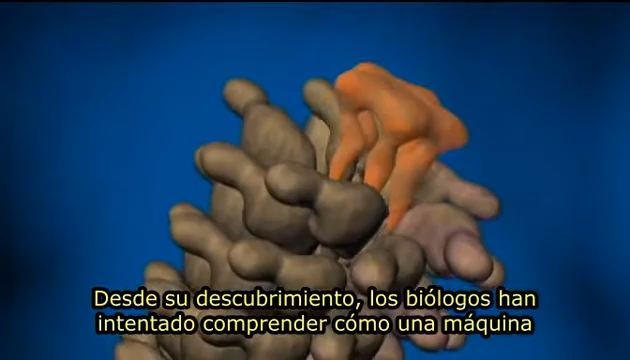 Desde su descubrimiento, los biólogos han
intentado comprender cómo una máquina